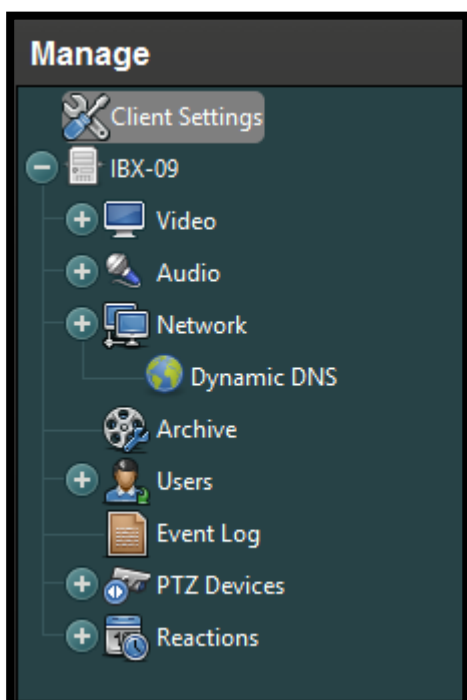 Manage
Client Settings
IBX-09
Video
Audio
Network
Dynamic DNS
Archive
Users
Event Log
PTZ Devices
Reactions